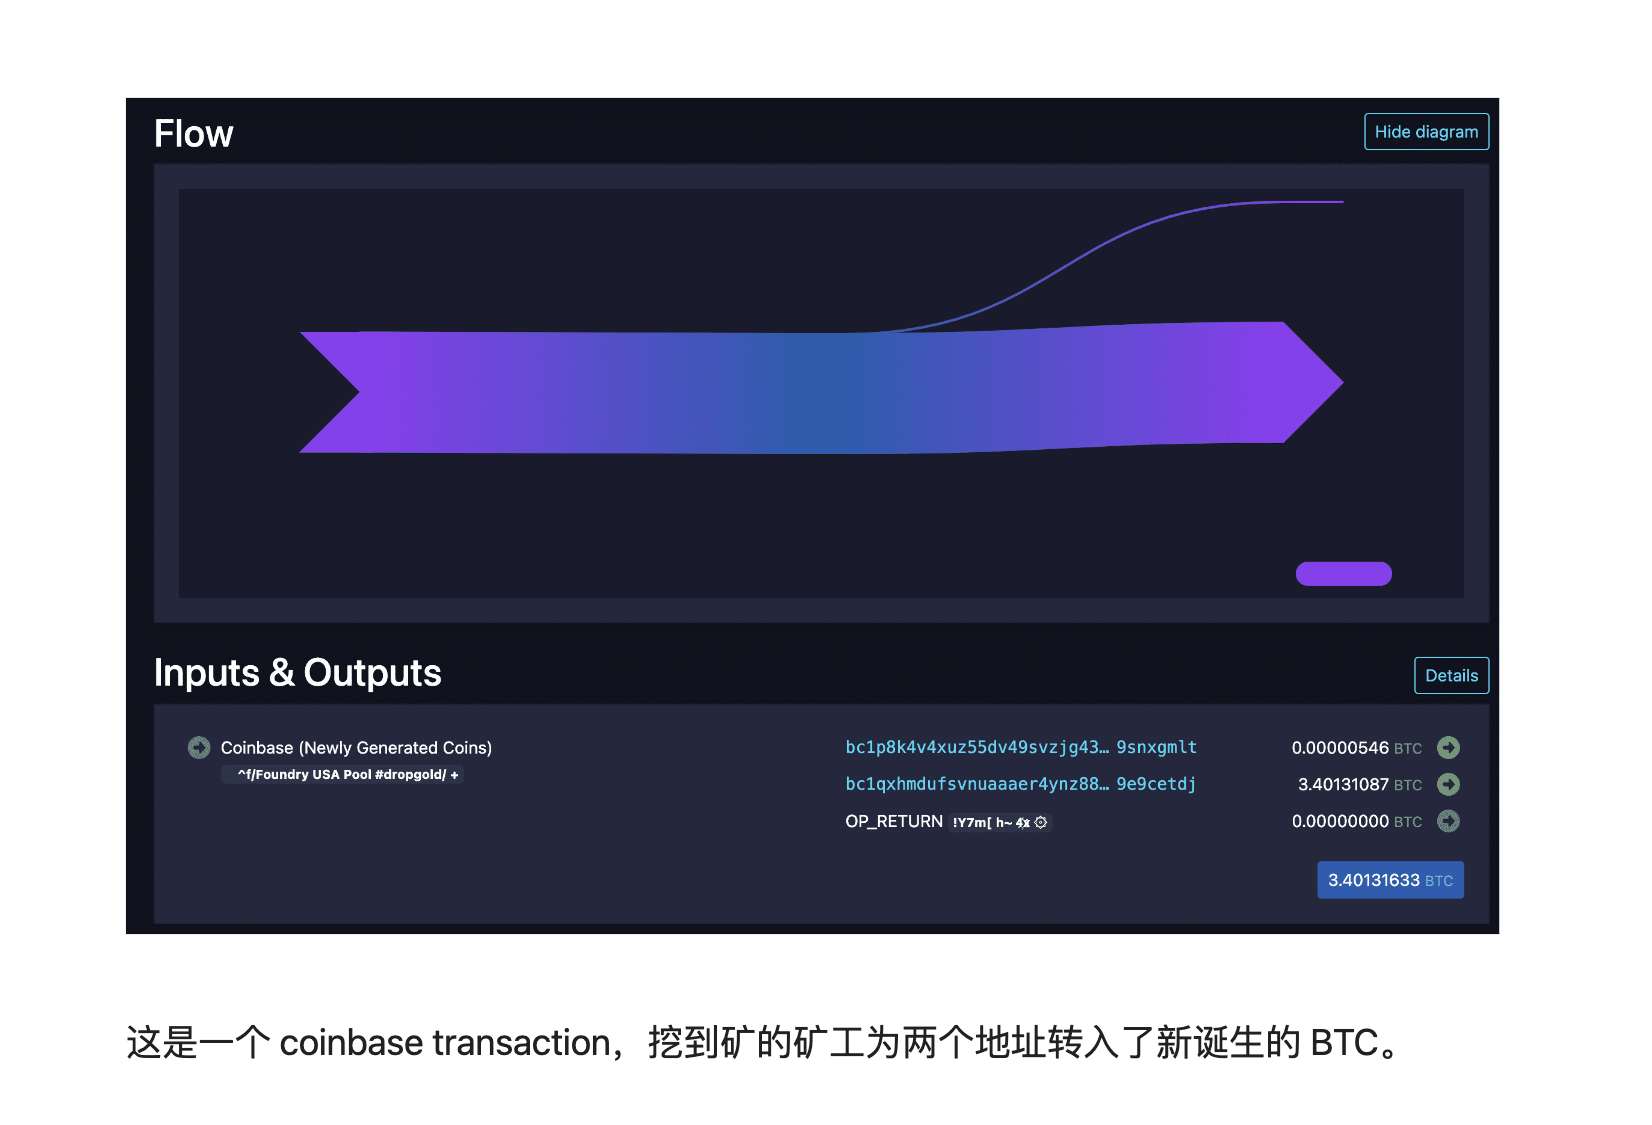 Flow
Hide diagram
Inputs & Outputs
Details
Coinbase (Newly Generated Coins)
^f/Foundry USA Pool #dropgold/ +
bc1p8k4v4xuz55dv49svzjg43… 9snxgmlt 0.00000546 BTC
bc1qxhmdufsvnuaaaer4ynz88… 9e9cetdj 3.40131087 BTC
OP_RETURN !Y7m[ h~ 0.00000000 BTC
3.40131633 BTC
这是一个 coinbase transaction，挖到矿的矿工为两个地址转入了新诞生的 BTC。